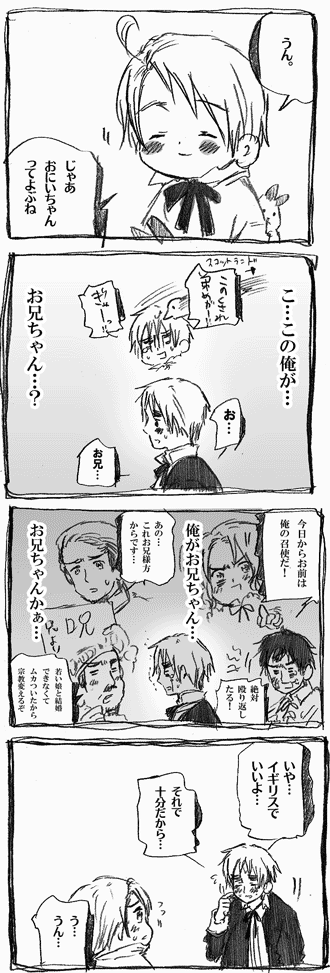 うん。
じゃあ
おにいちゃん
ってよぶね
スコットランド
このくされ
眉めが！！
ぎゃー
っ！
こ…この俺が…
お兄ちゃん…？
お…
お兄…
今日からお前は
俺の召使だ！
あの…
これお兄様方
からです…
俺がお兄ちゃん…
お兄ちゃんかぁ…
呪
兄より
絶対
殴り返し
たる！
若い娘と結婚
できなくて
ムカついたから
宗教変えるぞ
いや…
イギリスで
いいよ…
それで
十分だから…
う…
うん…